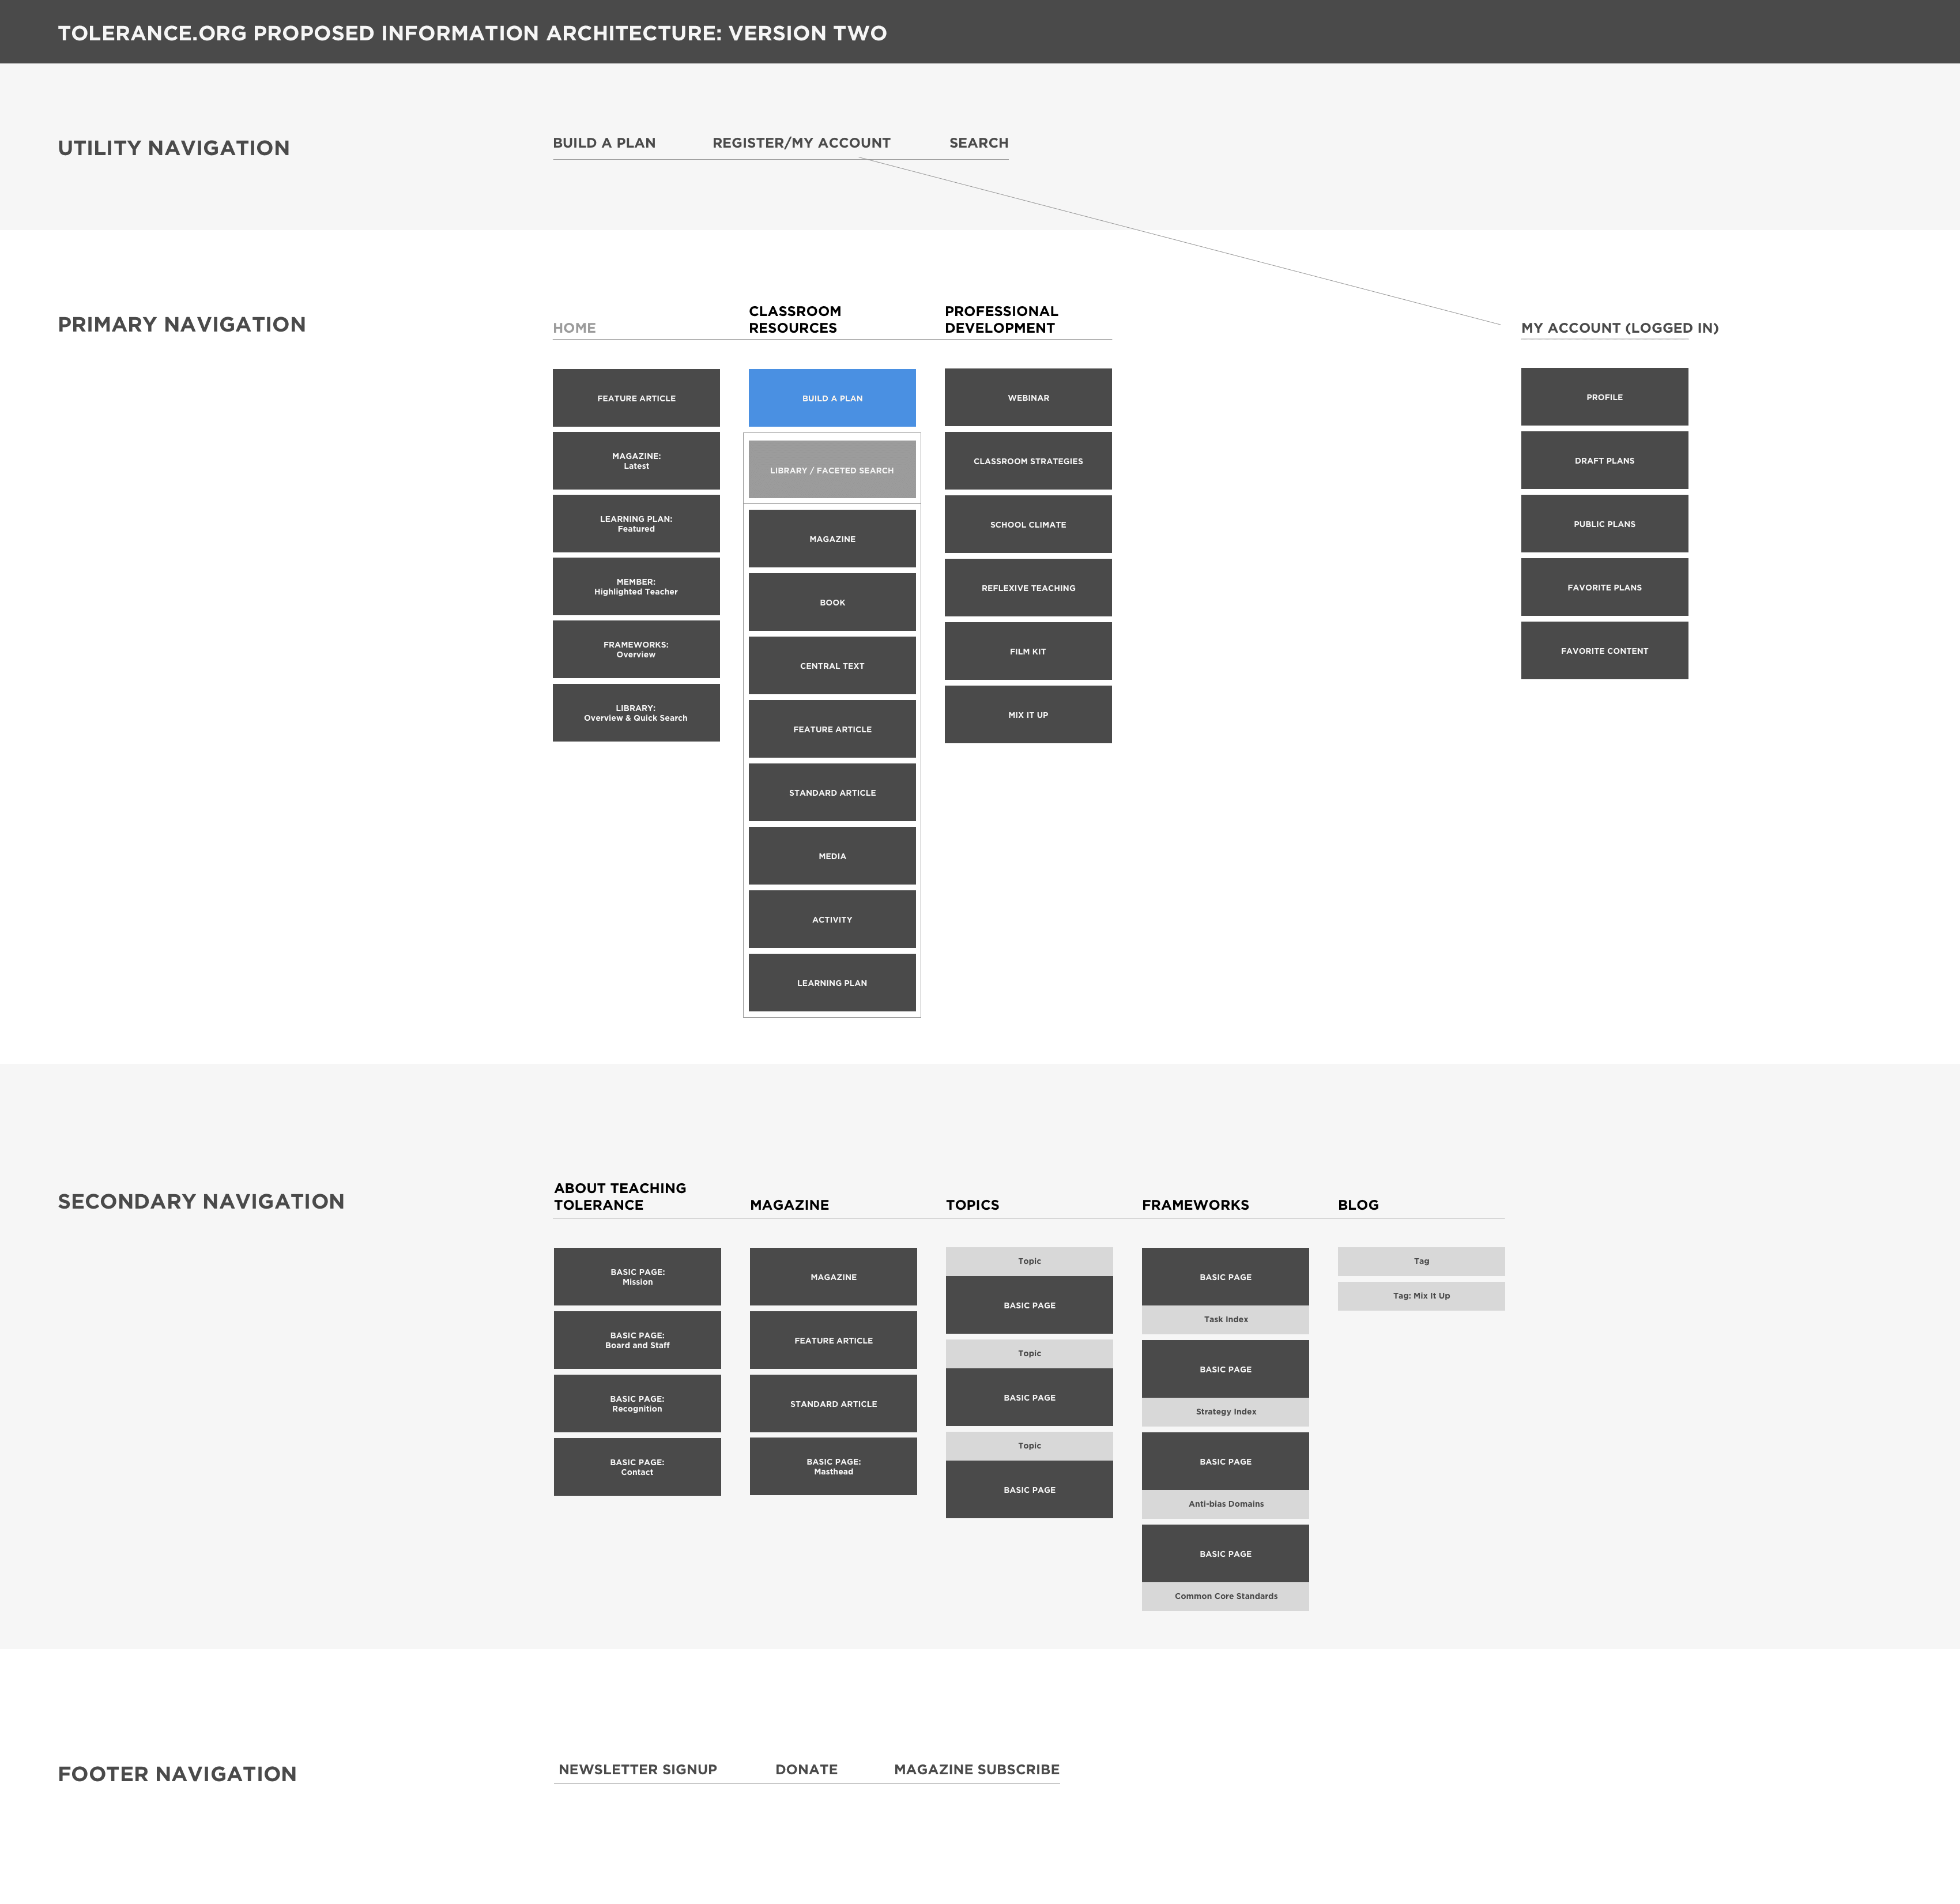 TOLERANCE.ORG PROPOSED INFORMATION ARCHITECTURE: VERSION TWO
UTILITY NAVIGATION
BUILD A PLAN
REGISTER/MY ACCOUNT
SEARCH
PRIMARY NAVIGATION
HOME
FEATURE ARTICLE
MAGAZINE:
Latest
LEARNING PLAN:
Featured
MEMBER:
Highlighted Teacher
FRAMEWORKS:
Overview
LIBRARY:
Overview & Quick Search
CLASSROOM
RESOURCES
BUILD A PLAN
LIBRARY / FACETED SEARCH
MAGAZINE
BOOK
CENTRAL TEXT
FEATURE ARTICLE
STANDARD ARTICLE
MEDIA
ACTIVITY
LEARNING PLAN
PROFESSIONAL
DEVELOPMENT
WEBINAR
CLASSROOM STRATEGIES
SCHOOL CLIMATE
REFLEXIVE TEACHING
FILM KIT
MIX IT UP
MY ACCOUNT (LOGGED IN)
PROFILE
DRAFT PLANS
PUBLIC PLANS
FAVORITE PLANS
FAVORITE CONTENT
SECONDARY NAVIGATION
ABOUT TEACHING
TOLERANCE
BASIC PAGE:
Mission
BASIC PAGE:
Board and Staff
BASIC PAGE:
Recognition
BASIC PAGE:
Contact
MAGAZINE
MAGAZINE
FEATURE ARTICLE
STANDARD ARTICLE
BASIC PAGE:
Masthead
TOPICS
Topic
BASIC PAGE
Topic
BASIC PAGE
Topic
BASIC PAGE
FRAMEWORKS
BASIC PAGE
Task Index
BASIC PAGE
Strategy Index
BASIC PAGE
Anti-bias Domains
BASIC PAGE
Common Core Standards
BLOG
Tag
Tag: Mix It Up
FOOTER NAVIGATION
NEWSLETTER SIGNUP
DONATE
MAGAZINE SUBSCRIBE